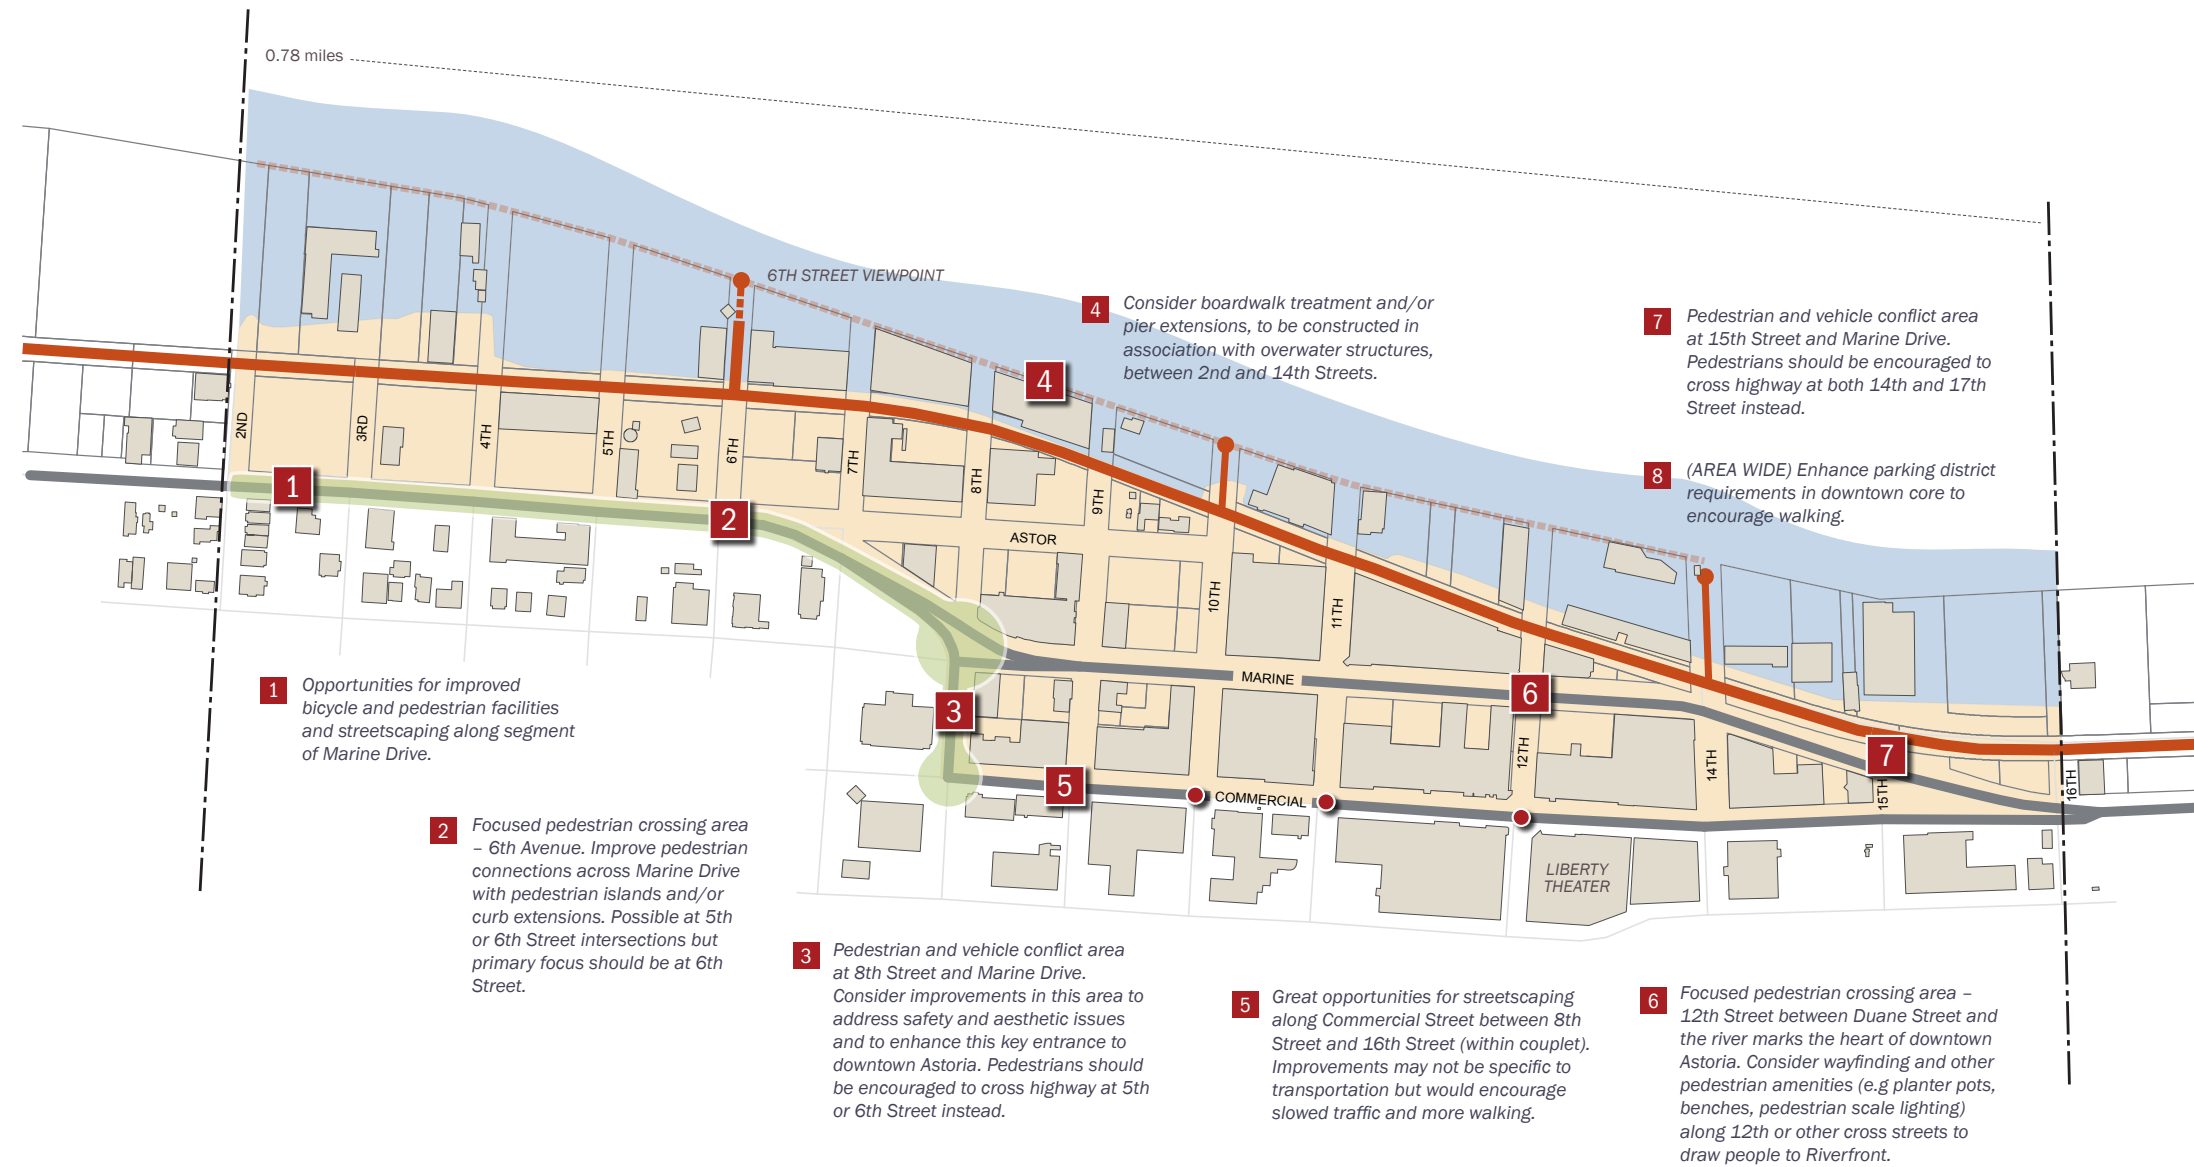 0.78 miles
6TH STREET VIEWPOINT
4
Consider boardwalk treatment and/or
pier extensions, to be constructed in
association with overwater structures,
between 2nd and 14th Streets.
7
Pedestrian and vehicle conflict area
at 15th Street and Marine Drive.
Pedestrians should be encouraged to
cross highway at both 14th and 17th
Street instead.
8
(AREA WIDE) Enhance parking district
requirements in downtown core to
encourage walking.
4
2ND
3RD
4TH
5TH
6TH
7TH
8TH
9TH
1
2
ASTOR
10TH
11TH
MARINE
3
6
12TH
14TH
7
15TH
16TH
5
COMMERCIAL
LIBERTY
THEATER
1
Opportunities for improved
bicycle and pedestrian facilities
and streetscaping along segment
of Marine Drive.
2
Focused pedestrian crossing area
– 6th Avenue. Improve pedestrian
connections across Marine Drive
with pedestrian islands and/or
curb extensions. Possible at 5th
or 6th Street intersections but
primary focus should be at 6th
Street.
3
Pedestrian and vehicle conflict area
at 8th Street and Marine Drive.
Consider improvements in this area to
address safety and aesthetic issues
and to enhance this key entrance to
downtown Astoria. Pedestrians should
be encouraged to cross highway at 5th
or 6th Street instead.
5
Great opportunities for streetscaping
along Commercial Street between 8th
Street and 16th Street (within couplet).
Improvements may not be specific to
transportation but would encourage
slowed traffic and more walking.
6
Focused pedestrian crossing area –
12th Street between Duane Street and
the river marks the heart of downtown
Astoria. Consider wayfinding and other
pedestrian amenities (e.g planter pots,
benches, pedestrian scale lighting)
along 12th or other cross streets to
draw people to Riverfront.